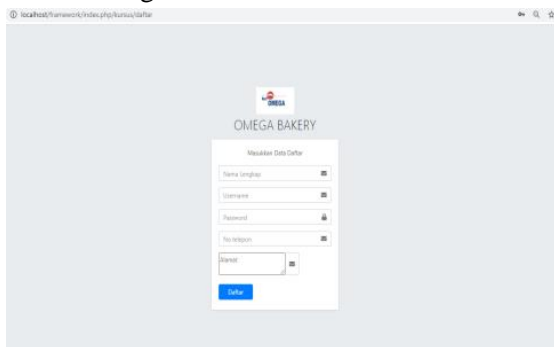 localhost/framework/index.php/kursus/daftar
OMEGA
OMEGA BAKERY
Masukkan Data Daftar
Nama Lengkap
Username
Password
No telepon
Alamat
Daftar